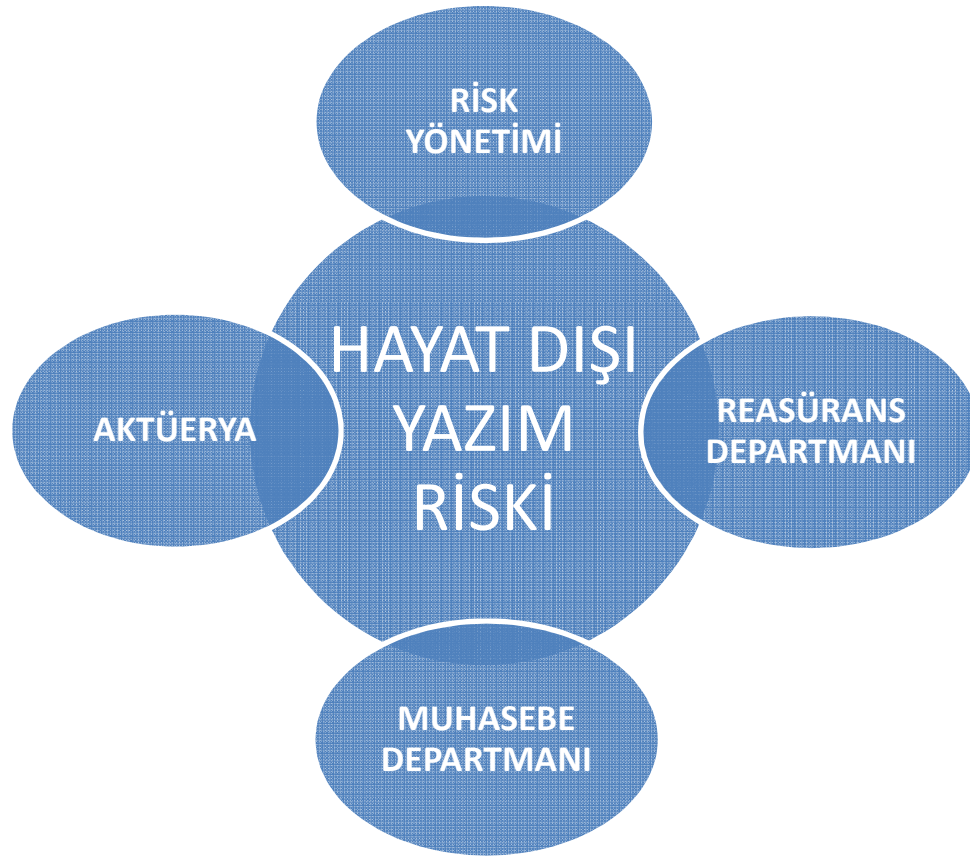 RİSK
YÖNETİMİ
HAYAT DIŞI
YAZIM
RİSKİ
AKTÜERYA
REASÜRANS
DEPARTMANI
MUHASEBE
DEPARTMANI